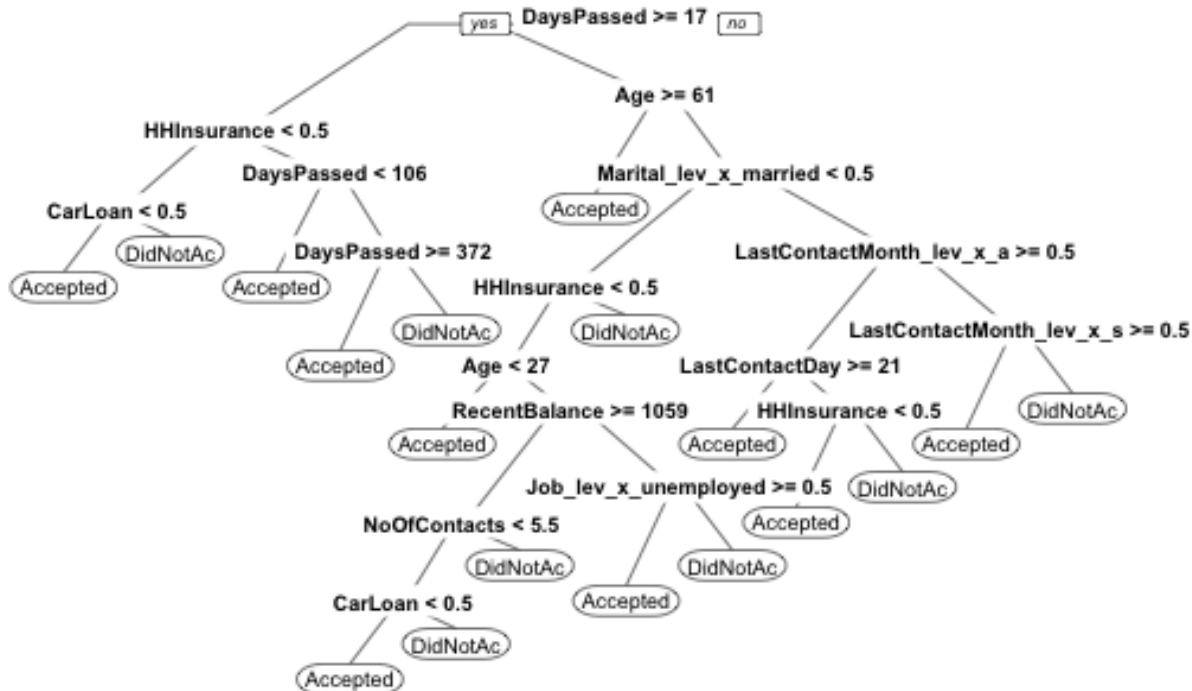 DaysPassed >= 17
yes
no
Age >= 61
HHInsurance < 0.5
DaysPassed < 106
Marital_lev_x_married < 0.5
CarLoan < 0.5
Accepted
DidNotAc
DaysPassed >= 372
LastContactMonth_lev_x_a >= 0.5
Accepted
Accepted
HHInsurance < 0.5
DidNotAc
DidNotAc
LastContactMonth_lev_x_s >= 0.5
Accepted
Age < 27
LastContactDay >= 21
RecentBalance >= 1059
HHInsurance < 0.5
DidNotAc
Accepted
Accepted
Accepted
Job_lev_x_unemployed >= 0.5
DidNotAc
NoOfContacts < 5.5
Accepted
DidNotAc
DidNotAc
CarLoan < 0.5
Accepted
DidNotAc
Accepted